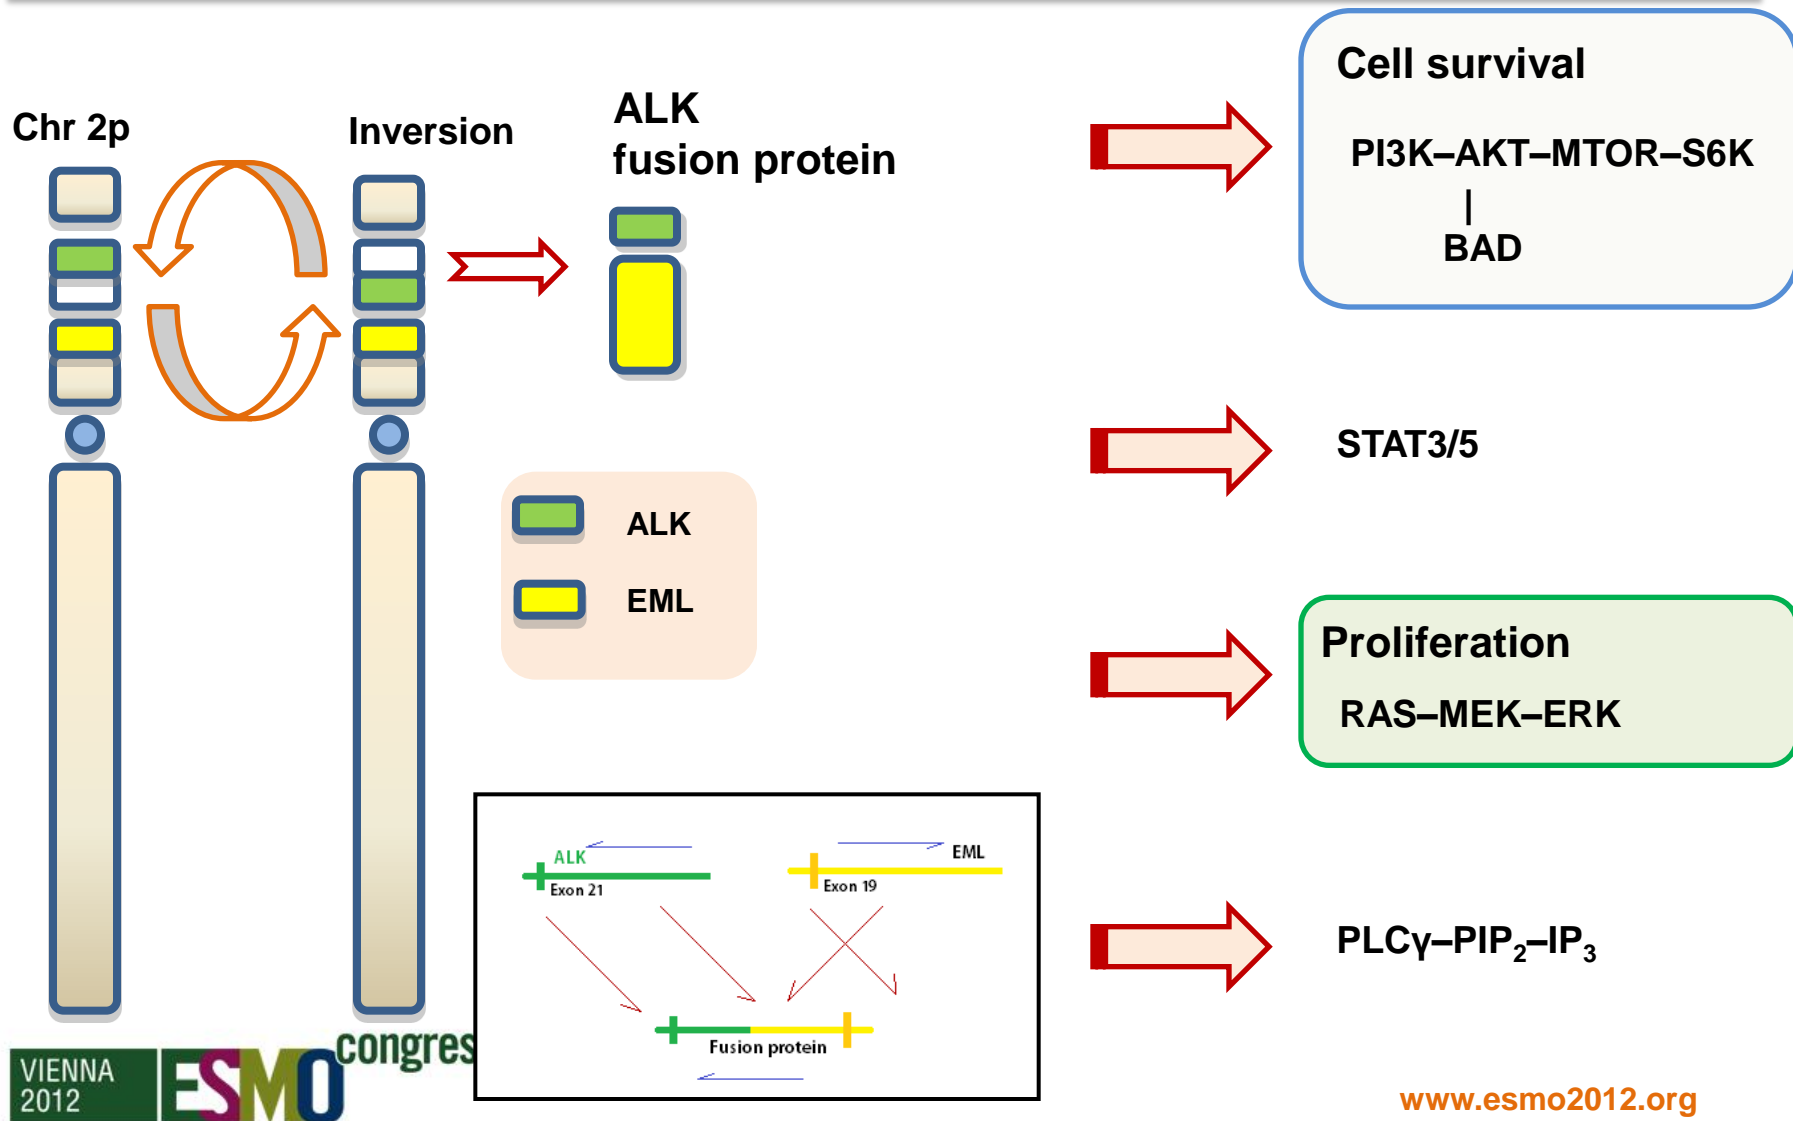 Chr 2p
Inversion
ALK
fusion protein
Cell survival
PI3K–AKT–MTOR–S6K
|
BAD
STAT3/5
ALK
EML
Proliferation
RAS–MEK–ERK
ALK
Exon 21
EML
Exon 19
Fusion protein
PLCγ–PIP₂–IP₃
VIENNA
2012
ESMO
congres
www.esmo2012.org